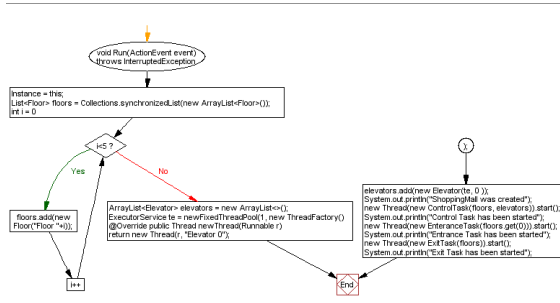 void Run(ActionEvent event)
throws InterruptedException
Instance = this;
List<Floor> floors = Collections.synchronizedList(new ArrayList<Floor>());
int i = 0
i<5 ?
Yes
No
floors.add(new
Floor("Floor "+i));
i++
ArrayList<Elevator> elevators = new ArrayList<>();
ExecutorService te = newFixedThreadPool(1, new ThreadFactory()
@Override public Thread newThread(Runnable r)
return new Thread(r, "Elevator 0");
elevators.add(new Elevator(te, 0 ));
System.out.println("ShoppingMall was created");
new Thread(new ControlTask(floors, elevators)).start();
System.out.println("Control Task has been started");
new Thread(new EnteranceTask(floors.get(0))).start();
System.out.println("Entrance Task has been started");
new Thread(new ExitTask(floors)).start();
System.out.println("Exit Task has been started");
End